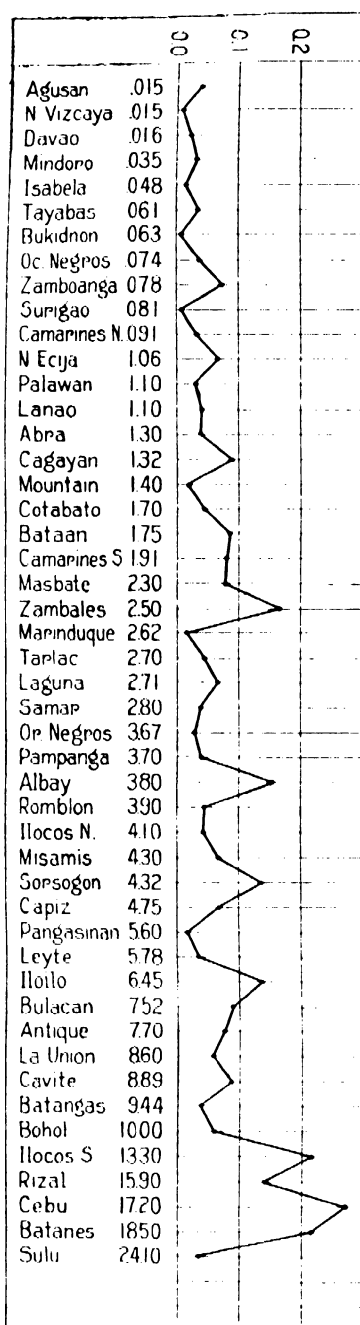 0.0 0.1 0.2
Agusan .015
N Vizcaya .015
Davao .016
Mindoro .035
Isabela .048
Tayabas .061
Bukidnon .063
Oc. Negros .074
Zamboanga .078
Surigao .081
Camarines N. .091
N Ecija 1.06
Palawan 1.10
Lanao 1.10
Abra 1.30
Cagayan 1.32
Mountain 1.40
Cotabato 1.70
Bataan 1.75
Camarines S 1.91
Masbate 2.30
Zambales 2.50
Marinduque 2.62
Tarlac 2.70
Laguna 2.71
Samar 2.80
Or Negros 3.67
Pampanga 3.70
Albay 3.80
Romblon 3.90
Ilocos N. 4.10
Misamis 4.30
Sorsogon 4.32
Capiz 4.75
Pangasinan 5.60
Leyte 5.78
Iloilo 6.45
Bulacan 7.52
Antique 7.70
La Union 8.60
Cavite 8.89
Batangas 9.44
Bohol 10.00
Ilocos S 13.30
Rizal 15.90
Cebu 17.20
Batanes 18.50
Sulu 24.10